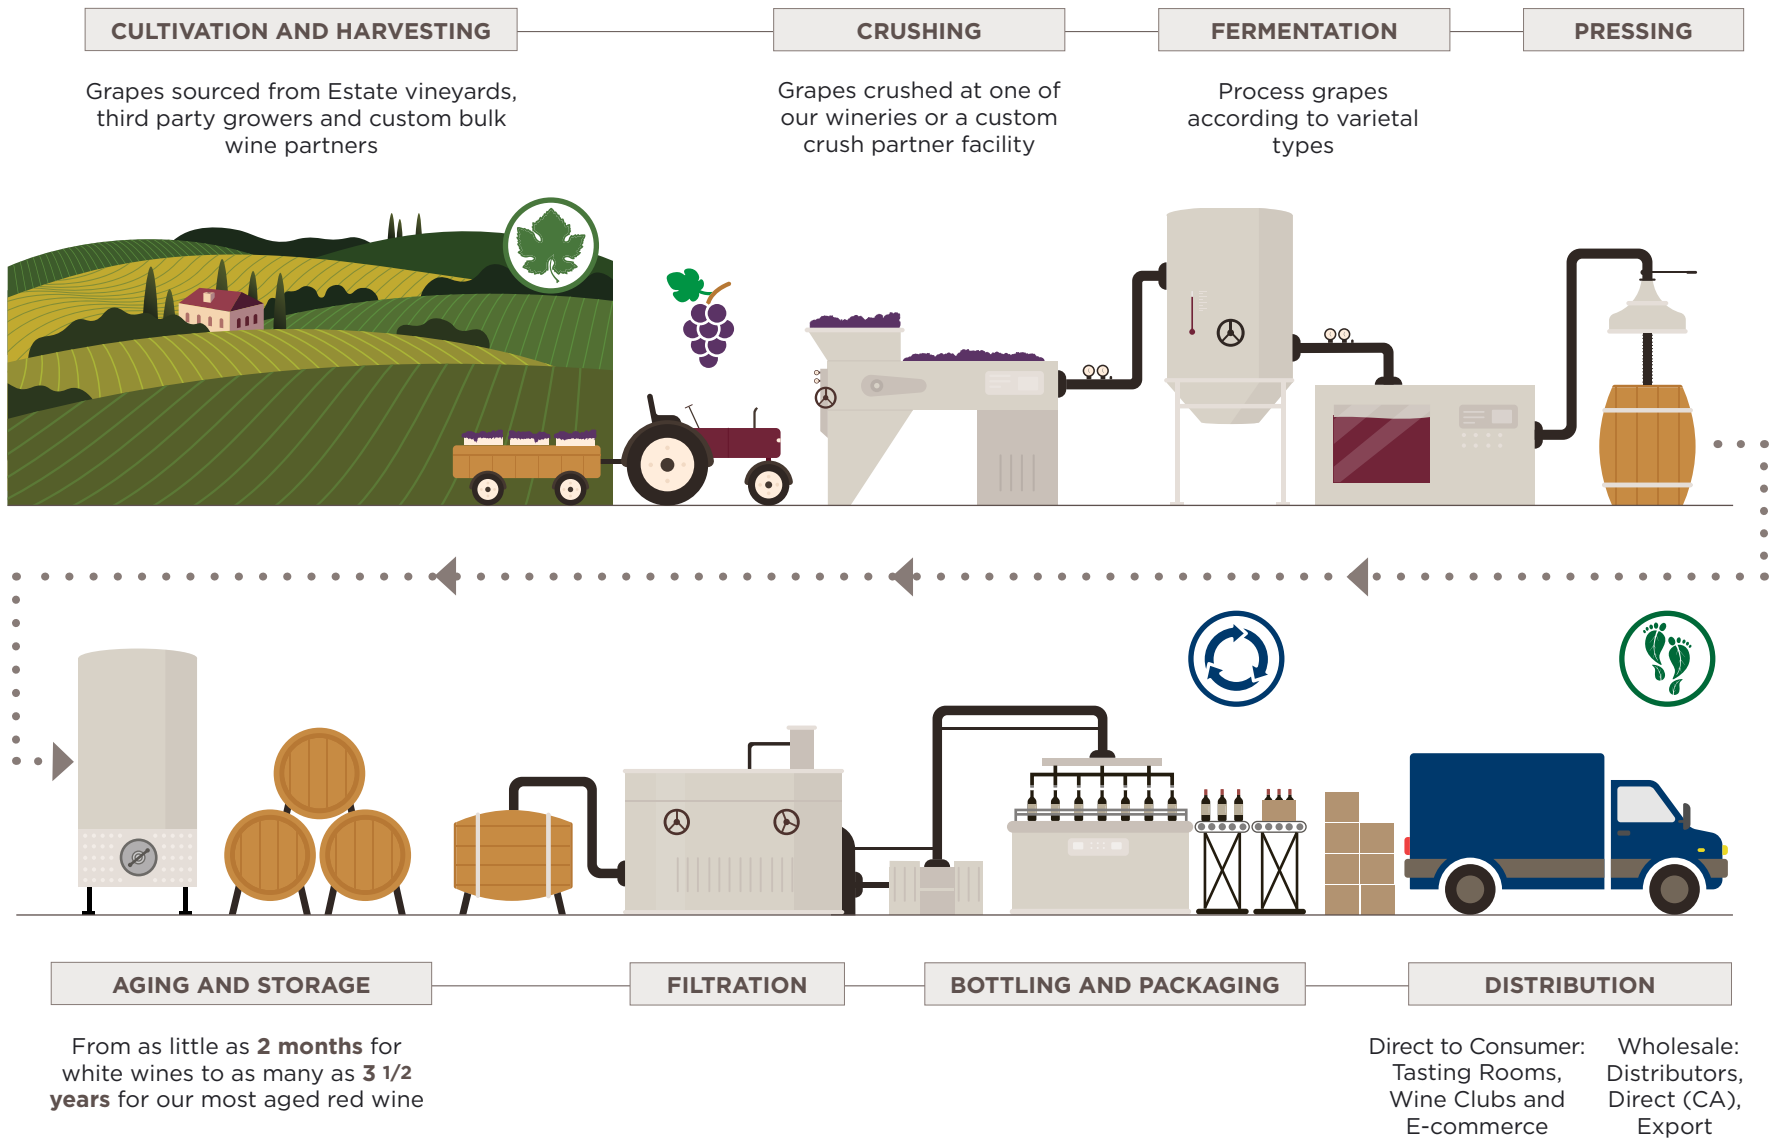 CULTIVATION AND HARVESTING
Grapes sourced from Estate vineyards,
third party growers and custom bulk
wine partners
CRUSHING
Grapes crushed at one of
our wineries or a custom
crush partner facility
FERMENTATION
Process grapes
according to varietal
types
PRESSING
AGING AND STORAGE
From as little as 2 months for
white wines to as many as 3 1/2
years for our most aged red wine
FILTRATION
BOTTLING AND PACKAGING
DISTRIBUTION
Direct to Consumer:
Tasting Rooms,
Wine Clubs and
E-commerce
Wholesale:
Distributors,
Direct (CA),
Export